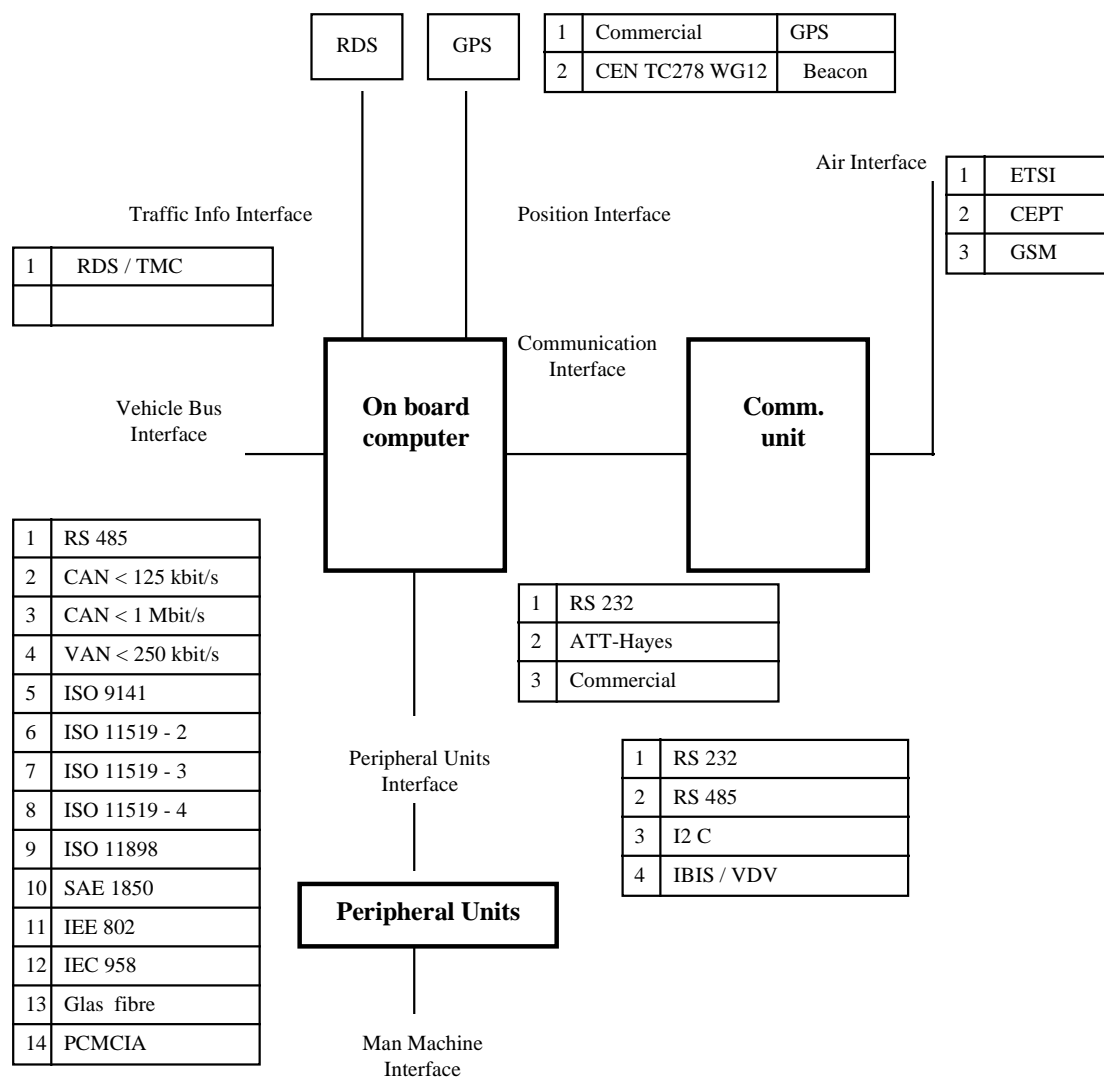 RDS
GPS
1 Commercial GPS
2 CEN TC278 WG12 Beacon
Air Interface
1 ETSI
2 CEPT
3 GSM
Traffic Info Interface
Position Interface
1 RDS / TMC
Communication
Interface
Vehicle Bus
Interface
On board
computer
Comm.
unit
1 RS 485
2 CAN < 125 kbit/s
3 CAN < 1 Mbit/s
4 VAN < 250 kbit/s
5 ISO 9141
6 ISO 11519 - 2
7 ISO 11519 - 3
8 ISO 11519 - 4
9 ISO 11898
10 SAE 1850
11 IEE 802
12 IEC 958
13 Glas fibre
14 PCMCIA
1 RS 232
2 ATT-Hayes
3 Commercial
Peripheral Units
Interface
1 RS 232
2 RS 485
3 I2 C
4 IBIS / VDV
Peripheral Units
Man Machine
Interface